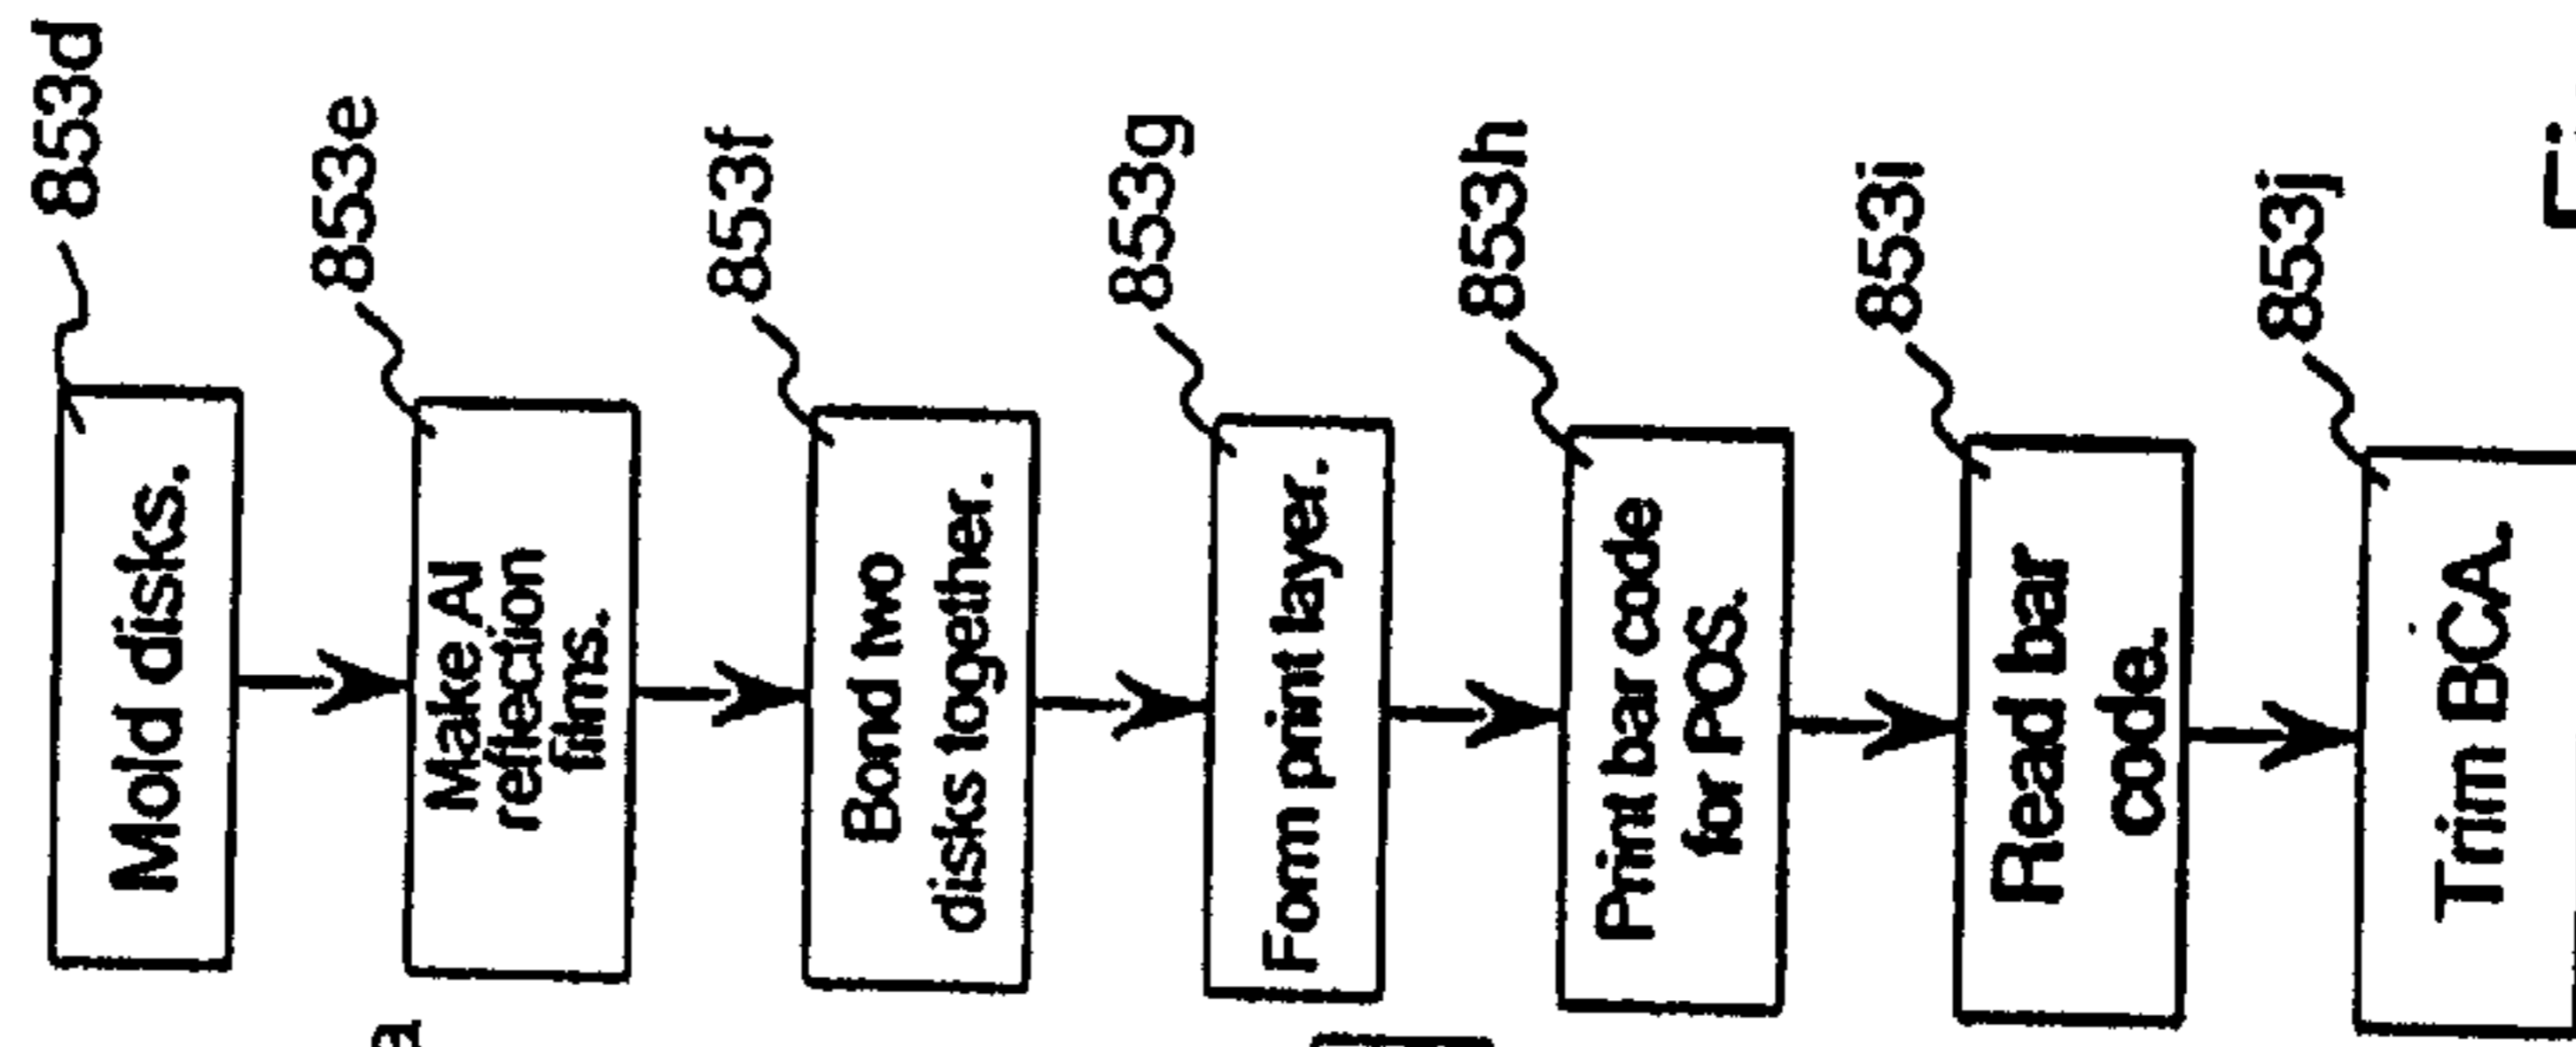 853d
Mold disks.
853e
Make Al
reflection
films.
853f
Bond two
disks together.
853g
Form print layer.
853h
Print bar code
for POS.
853i
Read bar
code.
853j
Trim BCA.
a